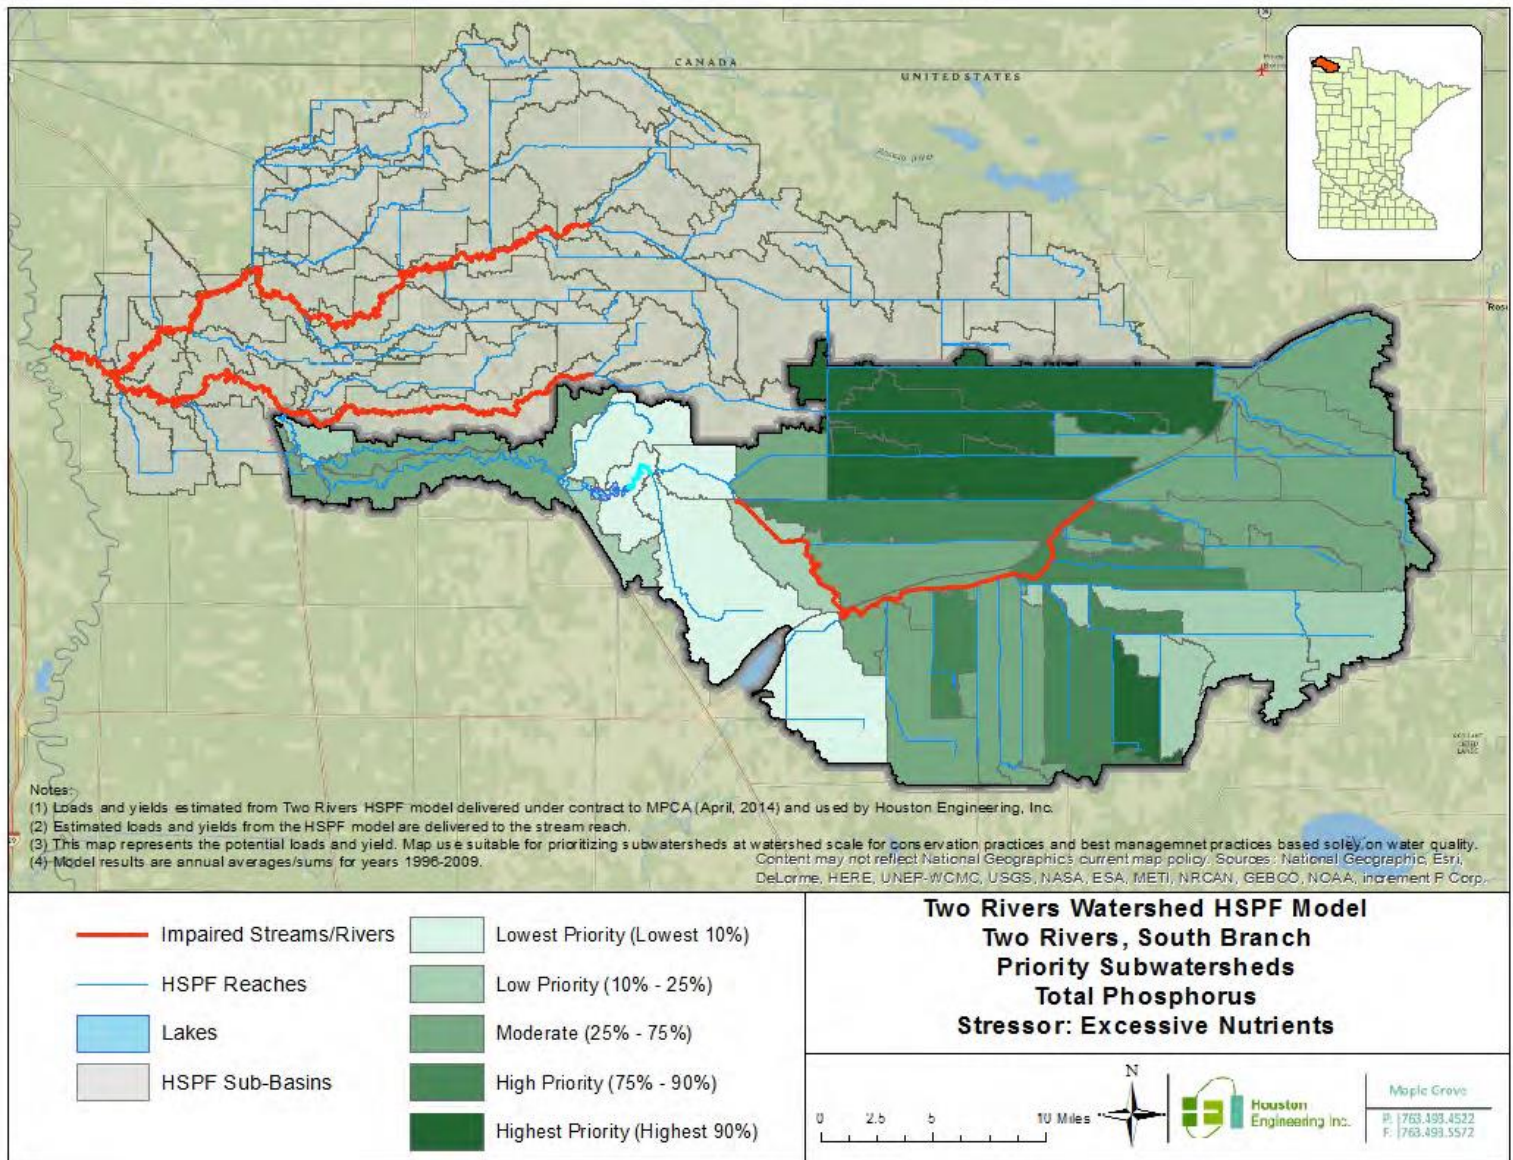 CANADA
UNITED STATES
Notes:
(1) Loads and yields estimated from Two Rivers HSPF model delivered under contract to MPCA (April, 2014) and used by Houston Engineering, Inc.
(2) Estimated loads and yields from the HSPF model are delivered to the stream reach.
(3) This map represents the potential loads and yield. Map use suitable for prioritizing subwatersheds at watershed scale for conservation practices and best managemnet practices based soley on water quality.
(4) Model results are annual averages/sums for years 1996-2009.
Content may not reflect National Geographic's current map policy. Sources: National Geographic, Esri,
DeLorme, HERE, UNEP-WCMC, USGS, NASA, ESA, METI, NRCAN, GEBCO, NOAA, increment P Corp.
Impaired Streams/Rivers
HSPF Reaches
Lakes
HSPF Sub-Basins
Lowest Priority (Lowest 10%)
Low Priority (10% - 25%)
Moderate (25% - 75%)
High Priority (75% - 90%)
Highest Priority (Highest 90%)
Two Rivers Watershed HSPF Model
Two Rivers, South Branch
Priority Subwatersheds
Total Phosphorus
Stressor: Excessive Nutrients
0 2.5 5 10 Miles
N
Houston
Engineering Inc.
Maple Grove
P: 763.493.4522
F: 763.493.5572